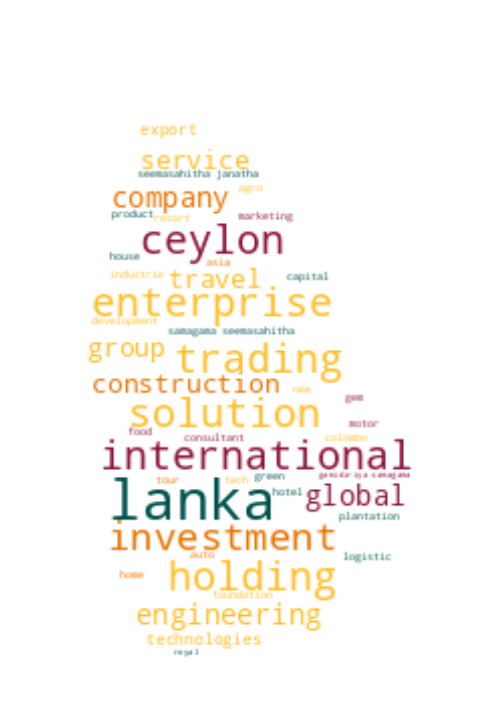 export
service
seemasahitha janatha
company agro
product resort marketing
ceylon
house asia
industrie travel capital
enterprise
development
samagama seemasahitha
group trading
construction new
gem
solution
motor
food consultant colombo
international
tour tech green gamidiriya samagama
lanka hotel global
plantation
investment
auto logistic
home holding
foundation
engineering
technologies
royal